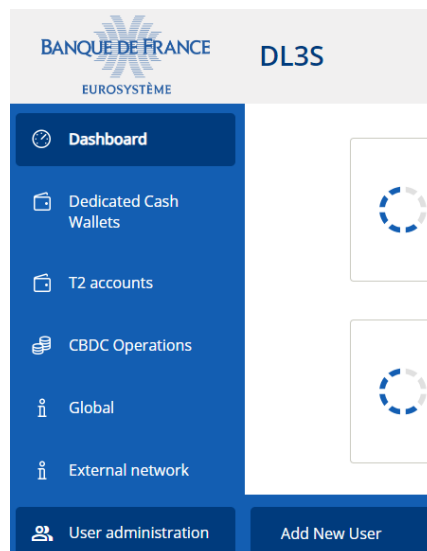 BANQUE DE FRANCE
EUROSYSTÈME
DL3S
Dashboard
Dedicated Cash
Wallets
T2 accounts
CBDC Operations
Global
External network
User administration
Add New User